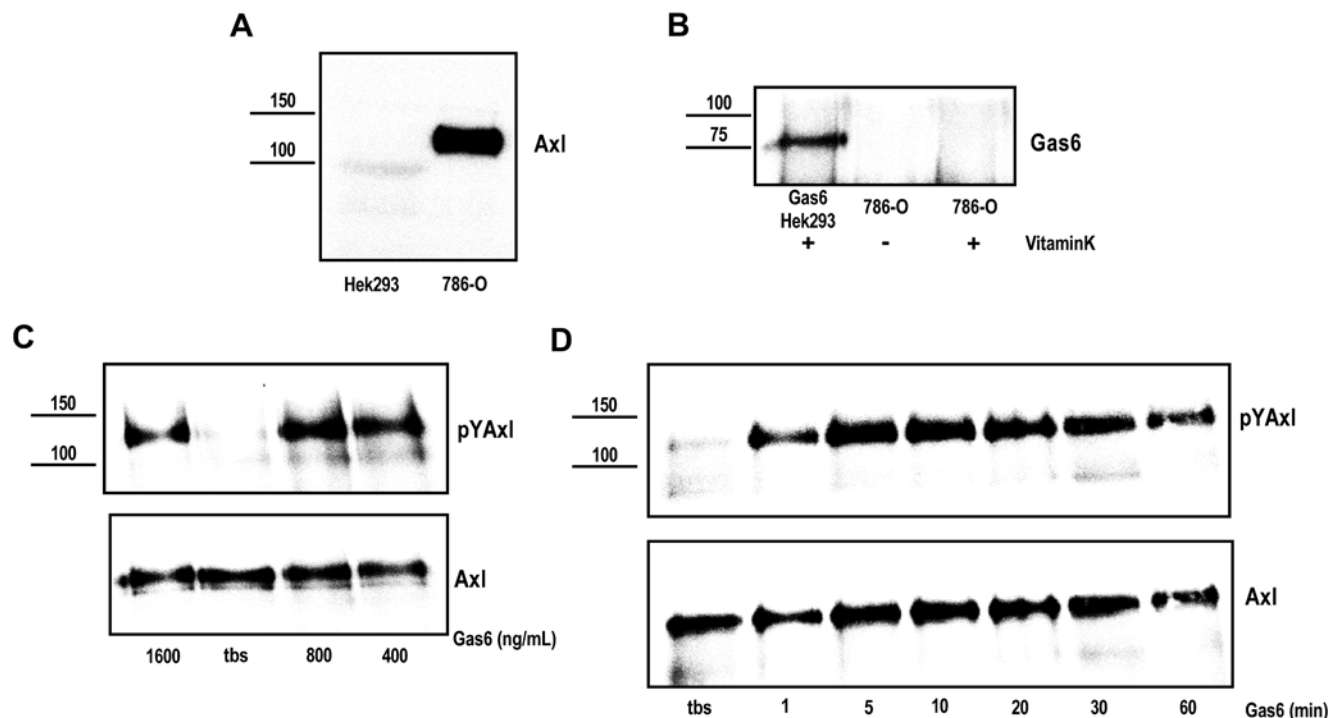 A
150
100
Axl
Hek293 786-O
B
100
75
Gas6
Gas6
Hek293 786-O 786-O
+ - + VitaminK
C
150
100
pYAxl
Axl
Gas6 (ng/mL)
1600 tbs 800 400
D
150
100
pYAxl
Axl
tbs 1 5 10 20 30 60 Gas6 (min)